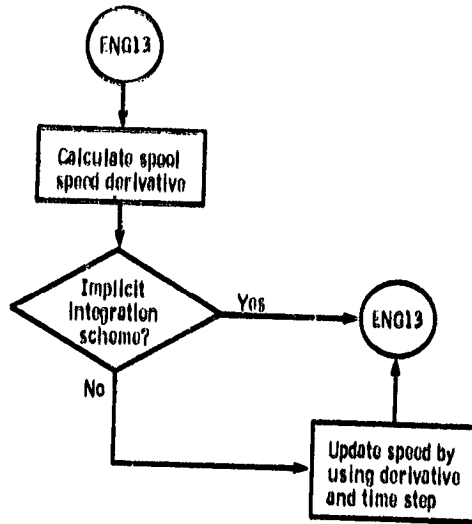 ENG13
Calculate spool
speed derivative
Implicit
integration
scheme?
Yes
ENG13
No
Update speed by
using derivative
and time step